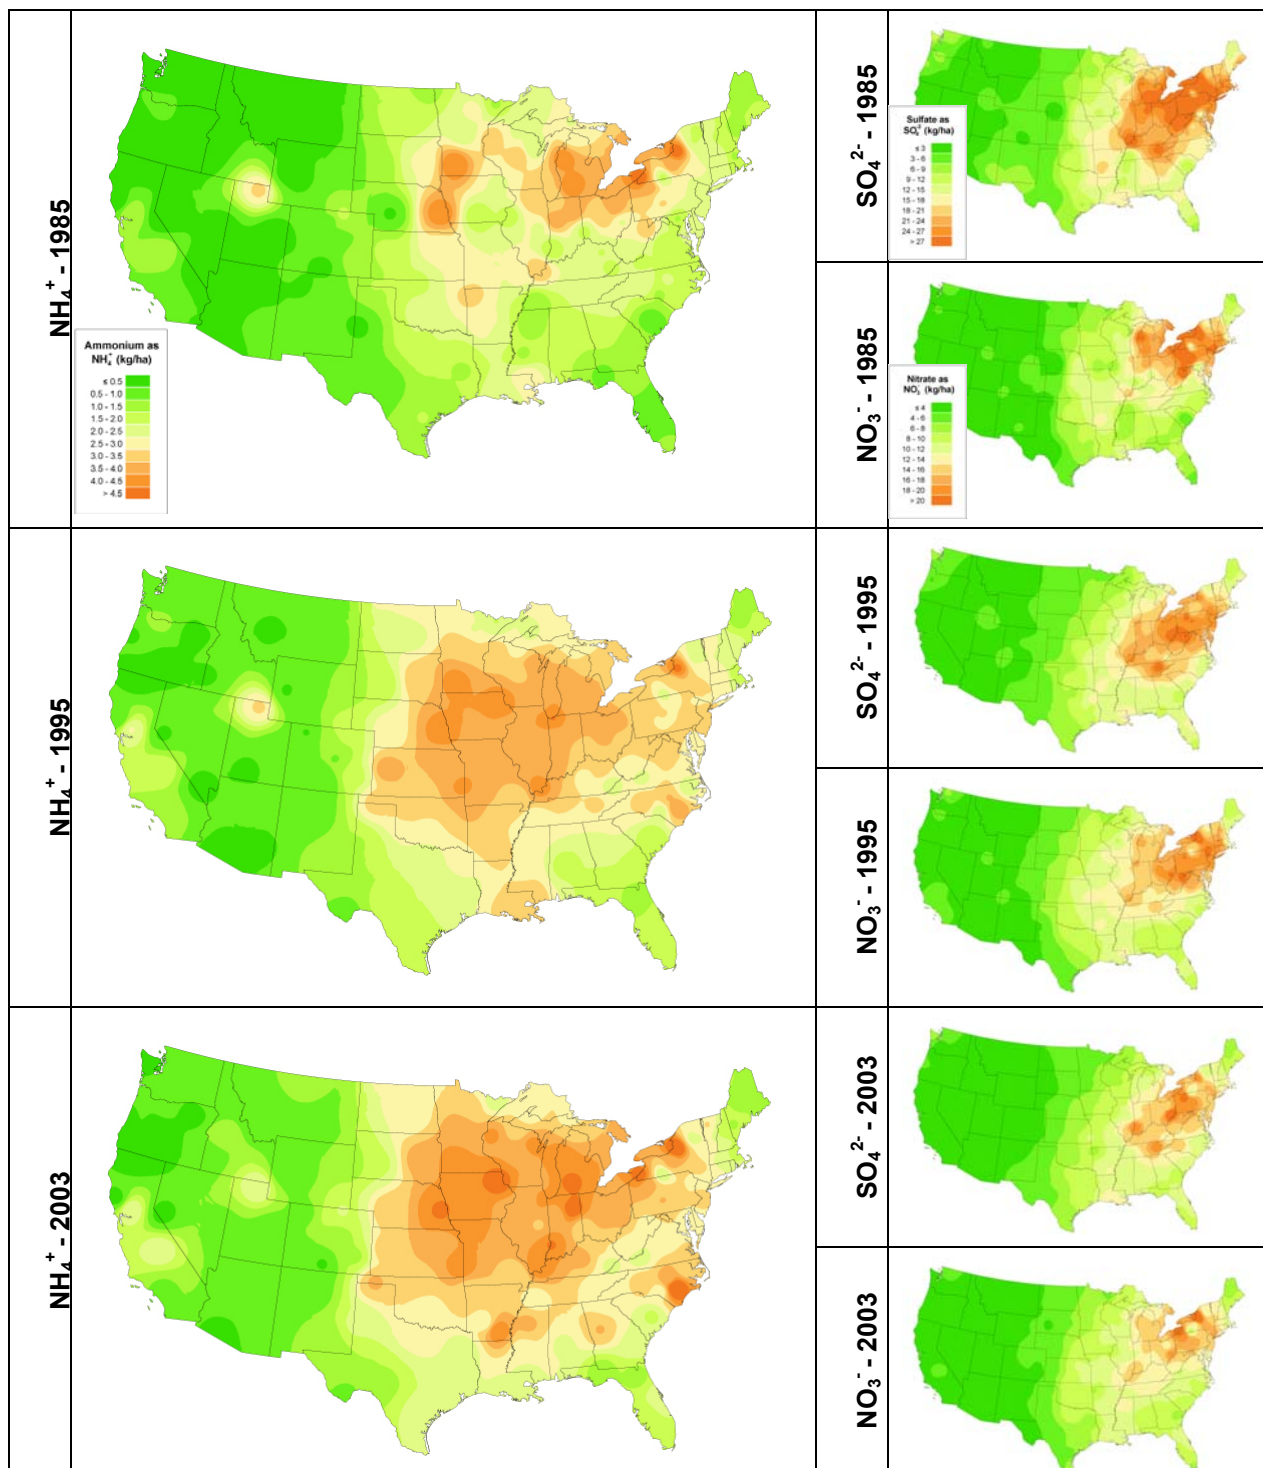 NH₄⁺ - 1985
Ammonium as
NH₄⁺ (kg/ha)
≤ 0.5
0.5 - 1.0
1.0 - 1.5
1.5 - 2.0
2.0 - 2.5
2.5 - 3.0
3.0 - 3.5
3.5 - 4.0
4.0 - 4.5
> 4.5
SO₄²⁻ - 1985
Sulfate as
SO₄²⁻ (kg/ha)
≤ 3
3 - 6
6 - 9
9 - 12
12 - 15
15 - 18
18 - 21
21 - 24
24 - 27
> 27
NO₃⁻ - 1985
Nitrate as
NO₃⁻ (kg/ha)
≤ 4
4 - 6
6 - 8
8 - 10
10 - 12
12 - 14
14 - 16
16 - 18
18 - 20
> 20
NH₄⁺ - 1995
SO₄²⁻ - 1995
NO₃⁻ - 1995
NH₄⁺ - 2003
SO₄²⁻ - 2003
NO₃⁻ - 2003